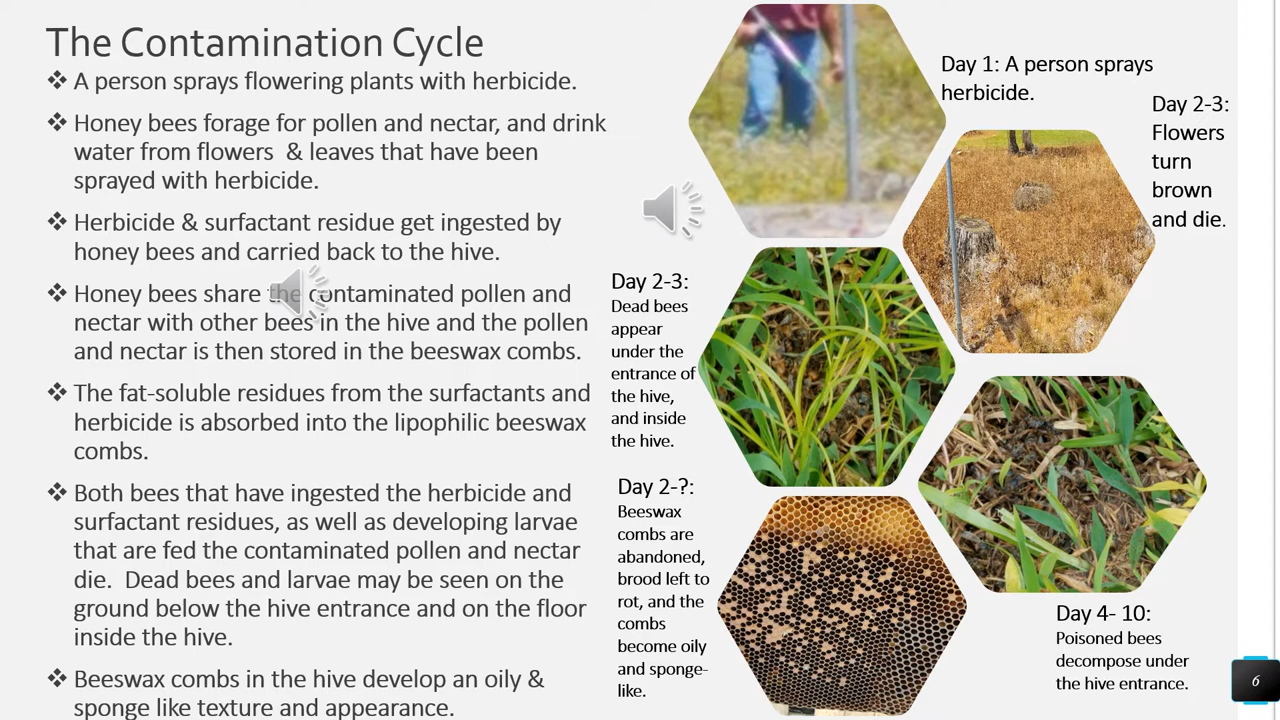 The Contamination Cycle
❖ A person sprays flowering plants with herbicide.
❖ Honey bees forage for pollen and nectar, and drink
water from flowers & leaves that have been
sprayed with herbicide.
❖ Herbicide & surfactant residue get ingested by
honey bees and carried back to the hive.
❖ Honey bees share the contaminated pollen and
nectar with other bees in the hive and the pollen
and nectar is then stored in the beeswax combs.
❖ The fat-soluble residues from the surfactants and
herbicide is absorbed into the lipophilic beeswax
combs.
❖ Both bees that have ingested the herbicide and
surfactant residues, as well as developing larvae
that are fed the contaminated pollen and nectar
die. Dead bees and larvae may be seen on the
ground below the hive entrance and on the floor
inside the hive.
❖ Beeswax combs in the hive develop an oily &
sponge like texture and appearance.
Day 1: A person sprays
herbicide.
Day 2-3:
Flowers
turn
brown
and die.
Day 2-3:
Dead bees
appear
under the
entrance of
the hive,
and inside
the hive.
Day 2-?:
Beeswax
combs are
abandoned,
brood left to
rot, and the
combs
become oily
and sponge-
like.
Day 4- 10:
Poisoned bees
decompose under
the hive entrance.
6